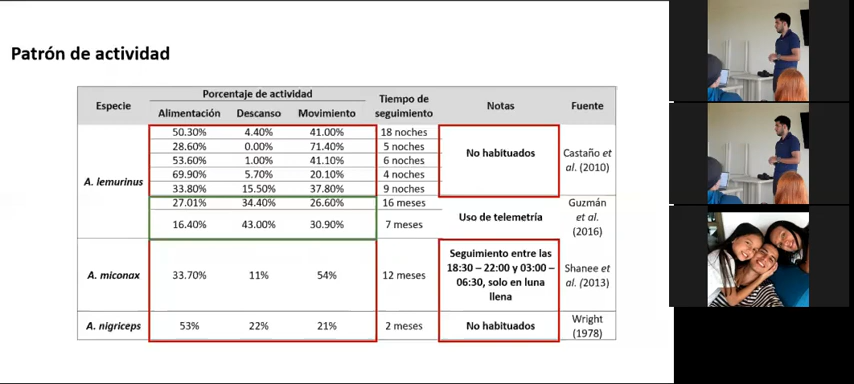 Patrón de actividad
Especie Porcentaje de actividad Tiempo de seguimiento Notas Fuente
Alimentación Descanso Movimiento
A. lemurinus
50.30% 4.40% 41.00% 18 noches
28.60% 0.00% 71.40% 5 noches
53.60% 1.00% 41.10% 6 noches
69.90% 5.70% 20.10% 4 noches
33.80% 15.50% 37.80% 9 noches
No habituados
Castaño et
al. (2010)
27.01% 34.40% 26.60% 16 meses
16.40% 43.00% 30.90% 7 meses
Uso de telemetría
Guzmán
et al.
(2016)
A. miconax 33.70% 11% 54% 12 meses
Seguimiento entre las
18:30 – 22:00 y 03:00 –
06:30, solo en luna
llena
Shanee et
al. (2013)
A. nigriceps 53% 22% 21% 2 meses No habituados
Wright
(1978)